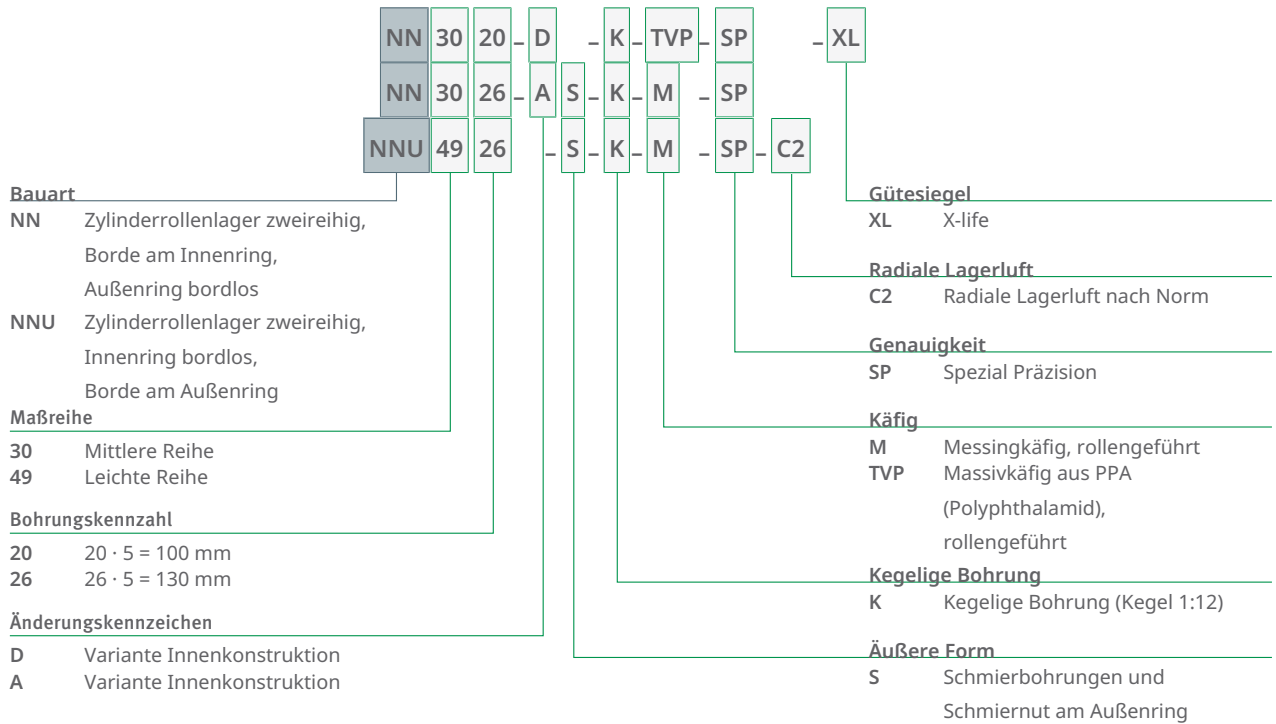 NN 30 20 – D – K – TVP – SP – XL
NN 30 26 – A S – K – M – SP
NNU 49 26 – S – K – M – SP – C2
Bauart
NN Zylinderrollenlager zweireihig,
Borde am Innenring,
Außenring bordlos
NNU Zylinderrollenlager zweireihig,
Innenring bordlos,
Borde am Außenring
Maßreihe
30 Mittlere Reihe
49 Leichte Reihe
Bohrungskennzahl
20 20 · 5 = 100 mm
26 26 · 5 = 130 mm
Änderungskennzeichen
D Variante Innenkonstruktion
A Variante Innenkonstruktion
Gütesiegel
XL X-life
Radiale Lagerluft
C2 Radiale Lagerluft nach Norm
Genauigkeit
SP Spezial Präzision
Käfig
M Messingkäfig, rollengeführt
TVP Massivkäfig aus PPA
(Polyphthalamid),
rollengeführt
Kegelige Bohrung
K Kegelige Bohrung (Kegel 1:12)
Äußere Form
S Schmierbohrungen und
Schmiernut am Außenring